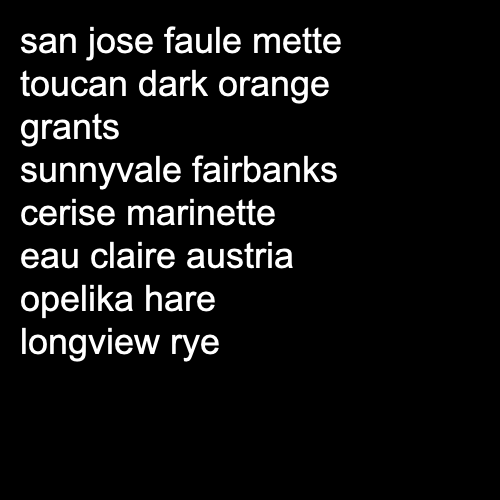 san jose faule mette
toucan dark orange
grants
sunnyvale fairbanks
cerise marinette
eau claire austria
opelika hare
longview rye